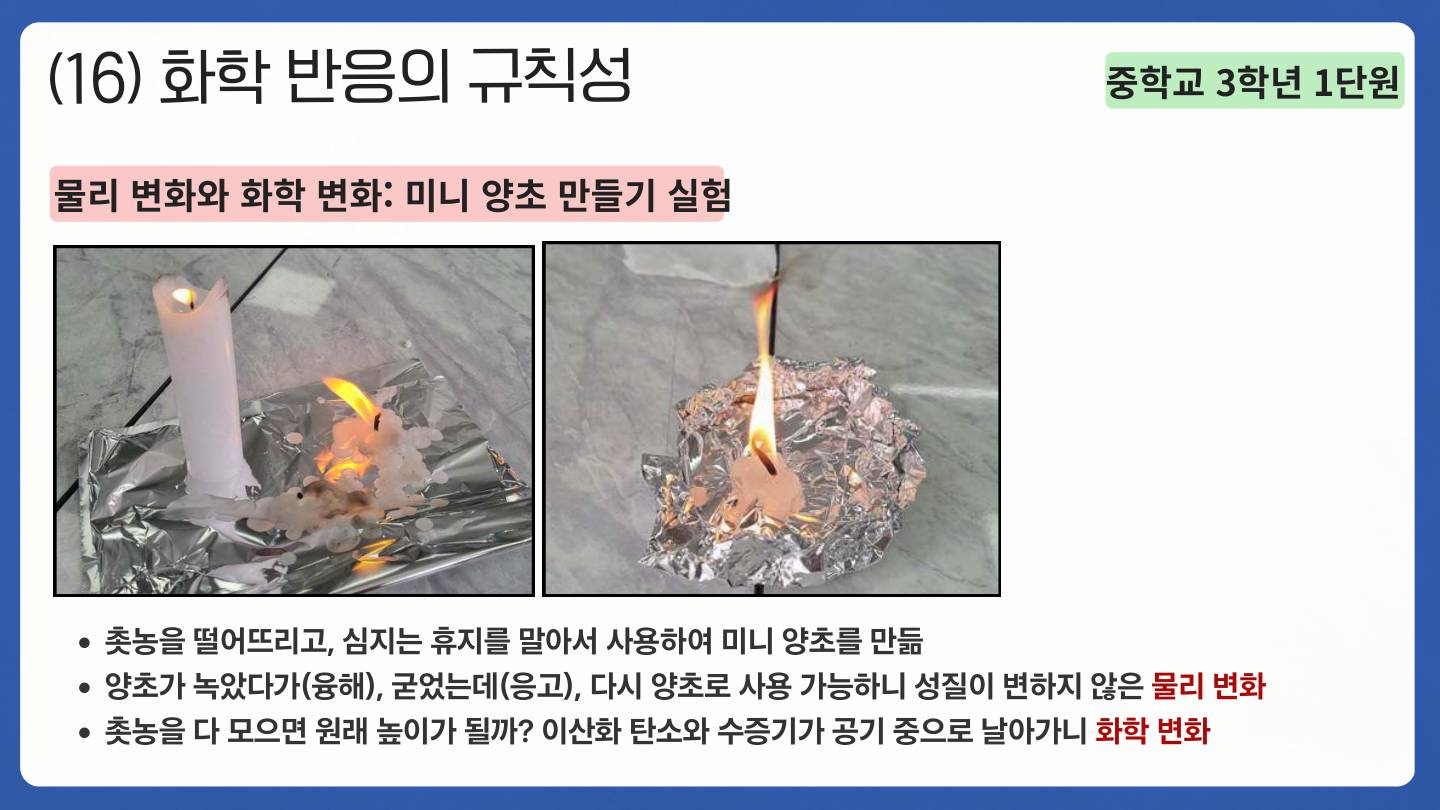 (16) 화학 반응의 규칙성
중학교 3학년 1단원
물리 변화와 화학 변화: 미니 양초 만들기 실험
• 촛농을 떨어뜨리고, 심지는 휴지를 말아서 사용하여 미니 양초를 만듦
• 양초가 녹았다가(융해), 굳었는데(응고), 다시 양초로 사용 가능하니 성질이 변하지 않은 물리 변화
• 촛농을 다 모으면 원래 높이가 될까? 이산화 탄소와 수증기가 공기 중으로 날아가니 화학 변화